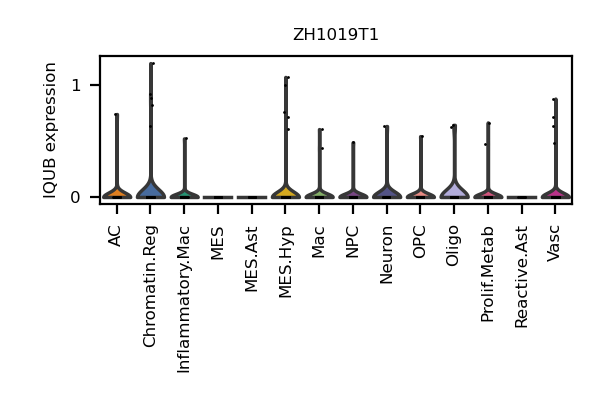 ZH1019T1
IQUB expression
1
0
AC
Chromatin.Reg
Inflammatory.Mac
MES
MES.Ast
MES.Hyp
Mac
NPC
Neuron
OPC
Oligo
Prolif.Metab
Reactive.Ast
Vasc